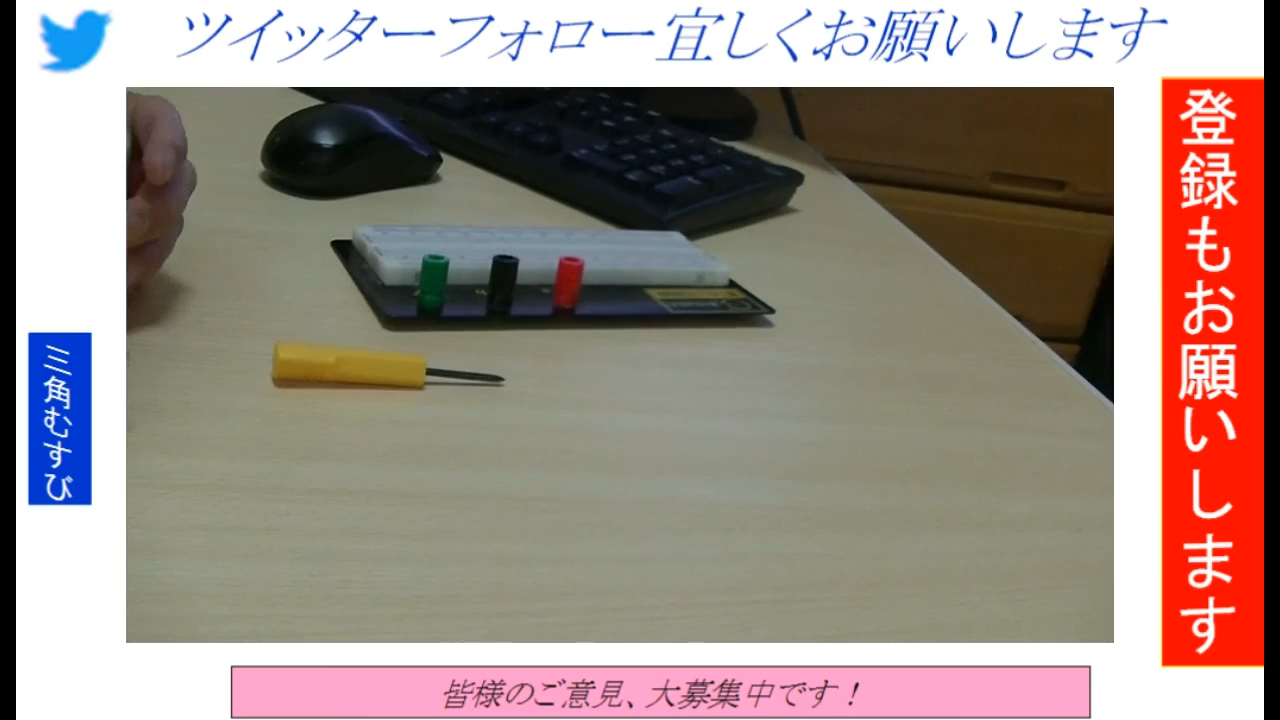 ツイッターフォロー宜しくお願いします
登録もお願いします
三角むすび
皆様のご意見、大募集中です！